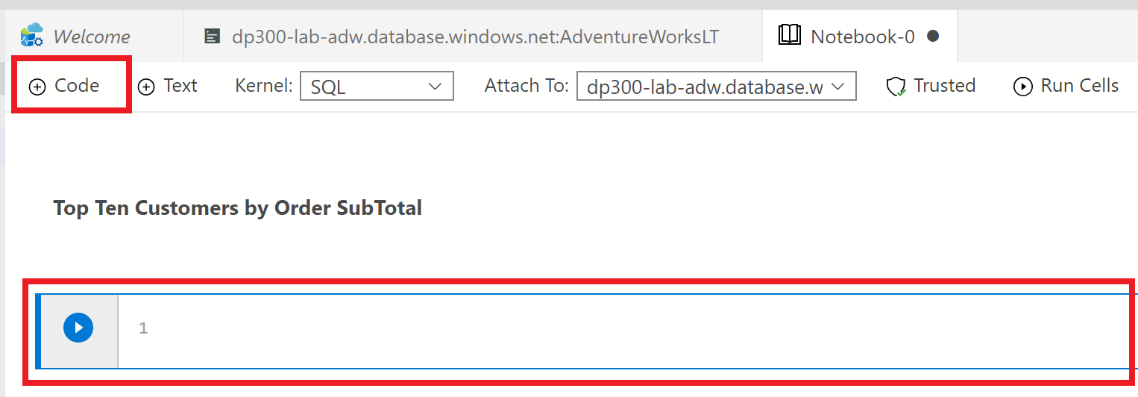 Welcome dp300-lab-adw.database.windows.net:AdventureWorksLT Notebook-0
Code Text Kernel: SQL Attach To: dp300-lab-adw.database.w Trusted Run Cells
Top Ten Customers by Order SubTotal
1